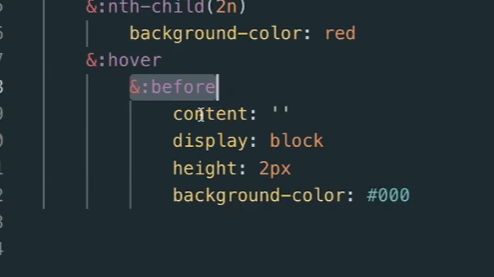 &:nth-child(2n)
background-color: red
&:hover
&:before
content: ''
display: block
height: 2px
background-color: #000